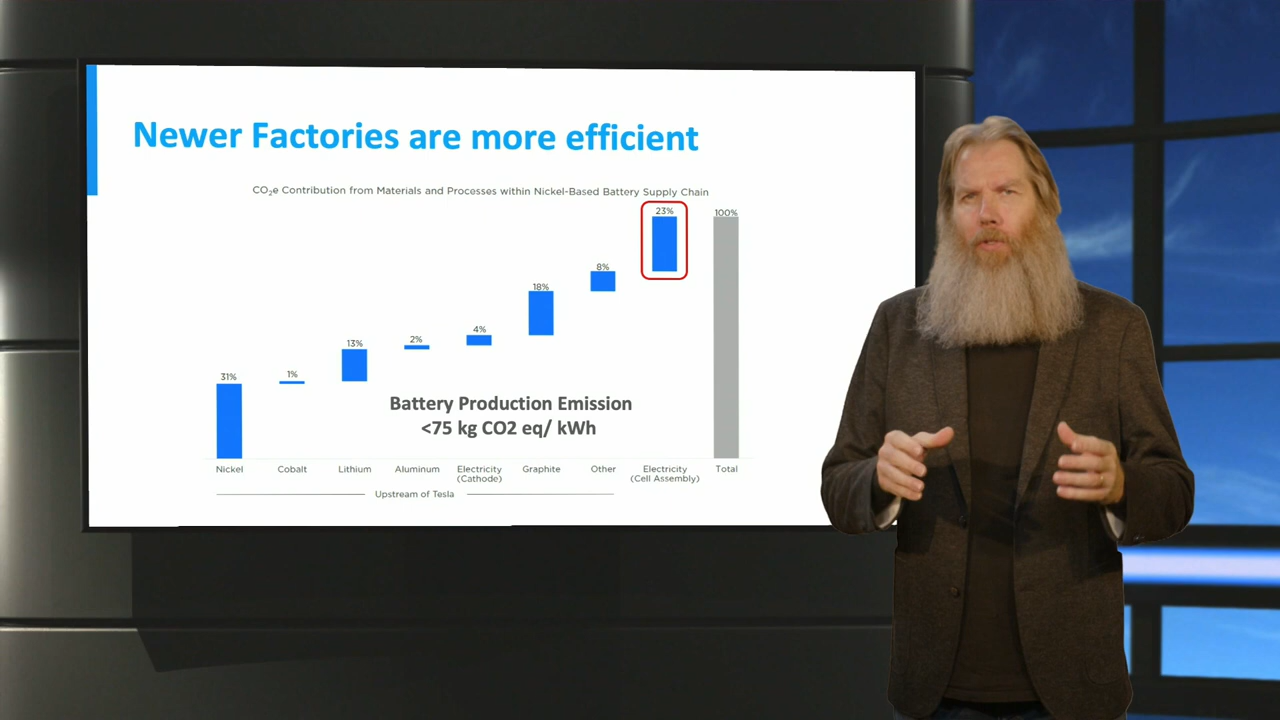 Newer Factories are more efficient
CO₂e Contribution from Materials and Processes within Nickel-Based Battery Supply Chain
31%
1%
13%
2%
4%
18%
8%
23%
100%
Battery Production Emission
<75 kg CO2 eq/ kWh
Nickel
Cobalt
Lithium
Aluminum
Electricity
(Cathode)
Graphite
Other
Electricity
(Cell Assembly)
Total
Upstream of Tesla